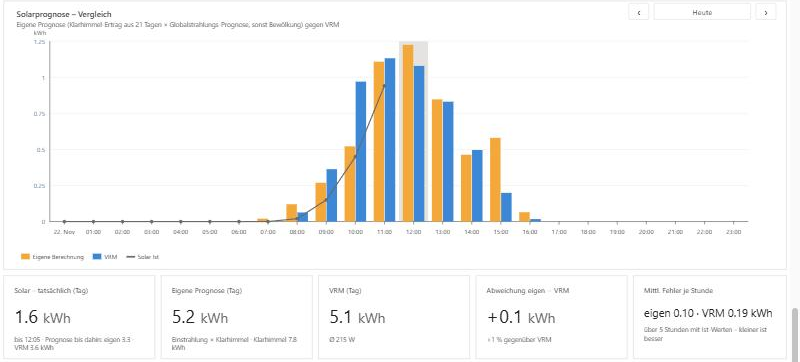 Solarprognose – Vergleich
Eigene Prognose (Klarhimmel-Ertrag aus 21 Tagen × Globalstrahlungs-Prognose, sonst Bewölkung) gegen VRM
‹ Heute ›
kWh
1.25
1
0.75
0.5
0.25
0
22. Nov 01:00 02:00 03:00 04:00 05:00 06:00 07:00 08:00 09:00 10:00 11:00 12:00 13:00 14:00 15:00 16:00 17:00 18:00 19:00 20:00 21:00 22:00 23:00
Eigene Berechnung VRM Solar Ist
Solar – tatsächlich (Tag)
1.6 kWh
bis 12:05 · Prognose bis dahin: eigen 3.3 ·
VRM 3.6 kWh
Eigene Prognose (Tag)
5.2 kWh
Einstrahlung × Klarhimmel · Klarhimmel 7.8
kWh
VRM (Tag)
5.1 kWh
Ø 215 W
Abweichung eigen − VRM
+0.1 kWh
+1 % gegenüber VRM
Mittl. Fehler je Stunde
eigen 0.10 · VRM 0.19 kWh
über 5 Stunden mit Ist-Werten – kleiner ist
besser